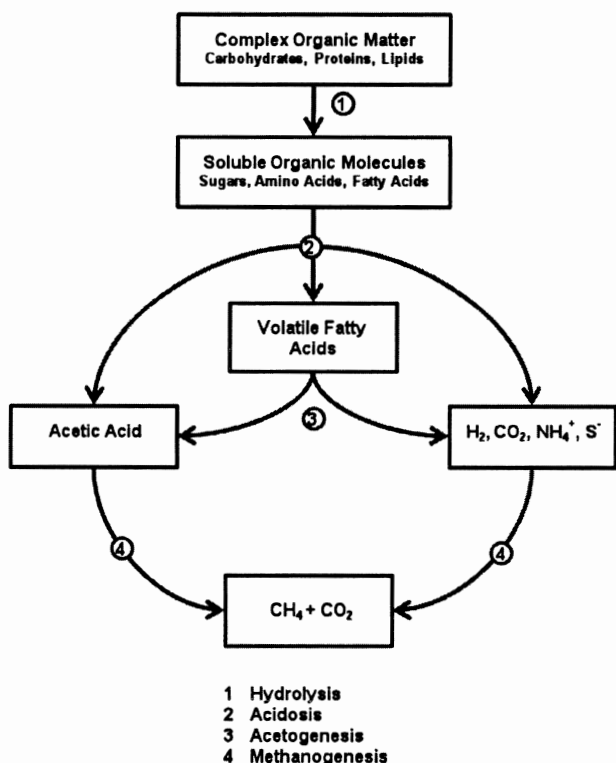 Complex Organic Matter
Carbohydrates, Proteins, Lipids
1
Soluble Organic Molecules
Sugars, Amino Acids, Fatty Acids
2
Volatile Fatty
Acids
Acetic Acid
3
H₂, CO₂, NH₄⁺, S⁻
4
4
CH₄ + CO₂
1 Hydrolysis
2 Acidosis
3 Acetogenesis
4 Methanogenesis